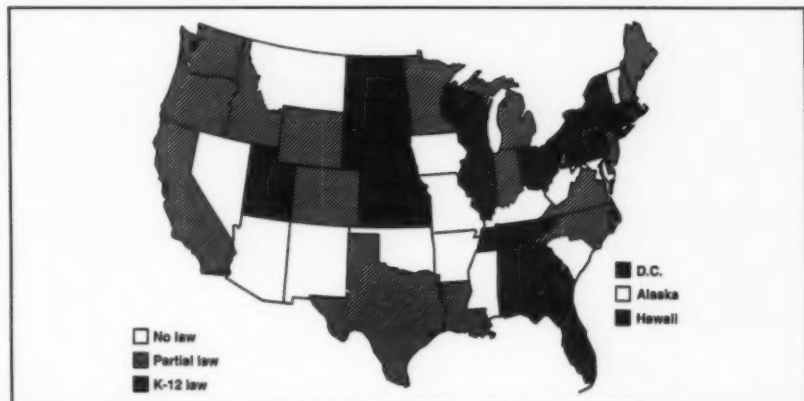 D.C.
Alaska
Hawaii
No law
Partial law
K-12 law